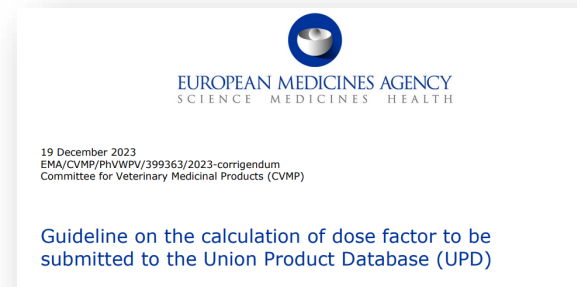 EUROPEAN MEDICINES AGENCY
SCIENCE MEDICINES HEALTH
19 December 2023
EMA/CVMP/PhVWPV/399363/2023-corrigendum
Committee for Veterinary Medicinal Products (CVMP)
Guideline on the calculation of dose factor to be
submitted to the Union Product Database (UPD)